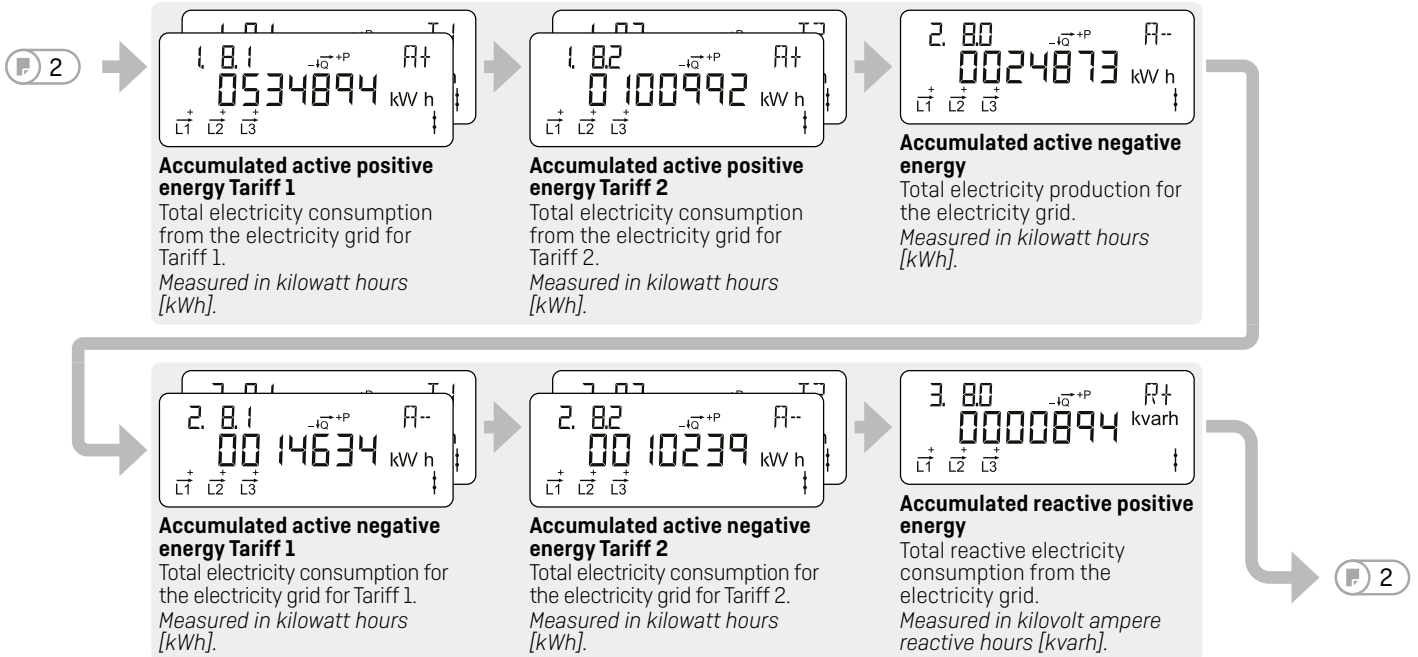 2
1. 8.1 -Q +P A+
0534894 kW h
L1 L2 L3
Accumulated active positive
energy Tariff 1
Total electricity consumption
from the electricity grid for
Tariff 1.
Measured in kilowatt hours
[kWh].
1. 8.2 -Q +P A+
0100992 kW h
L1 L2 L3
Accumulated active positive
energy Tariff 2
Total electricity consumption
from the electricity grid for
Tariff 2.
Measured in kilowatt hours
[kWh].
2. 8.0 -Q +P A--
0024873 kW h
L1 L2 L3
Accumulated active negative
energy
Total electricity production for
the electricity grid.
Measured in kilowatt hours
[kWh].
2. 8.1 -Q +P A--
0014634 kW h
L1 L2 L3
Accumulated active negative
energy Tariff 1
Total electricity consumption for
the electricity grid for Tariff 1.
Measured in kilowatt hours
[kWh].
2. 8.2 -Q +P A--
0010239 kW h
L1 L2 L3
Accumulated active negative
energy Tariff 2
Total electricity consumption for
the electricity grid for Tariff 2.
Measured in kilowatt hours
[kWh].
3. 8.0 -Q +P R+
0000894 kvarh
L1 L2 L3
Accumulated reactive positive
energy
Total reactive electricity
consumption from the
electricity grid.
Measured in kilovolt ampere
reactive hours [kvarh].
2